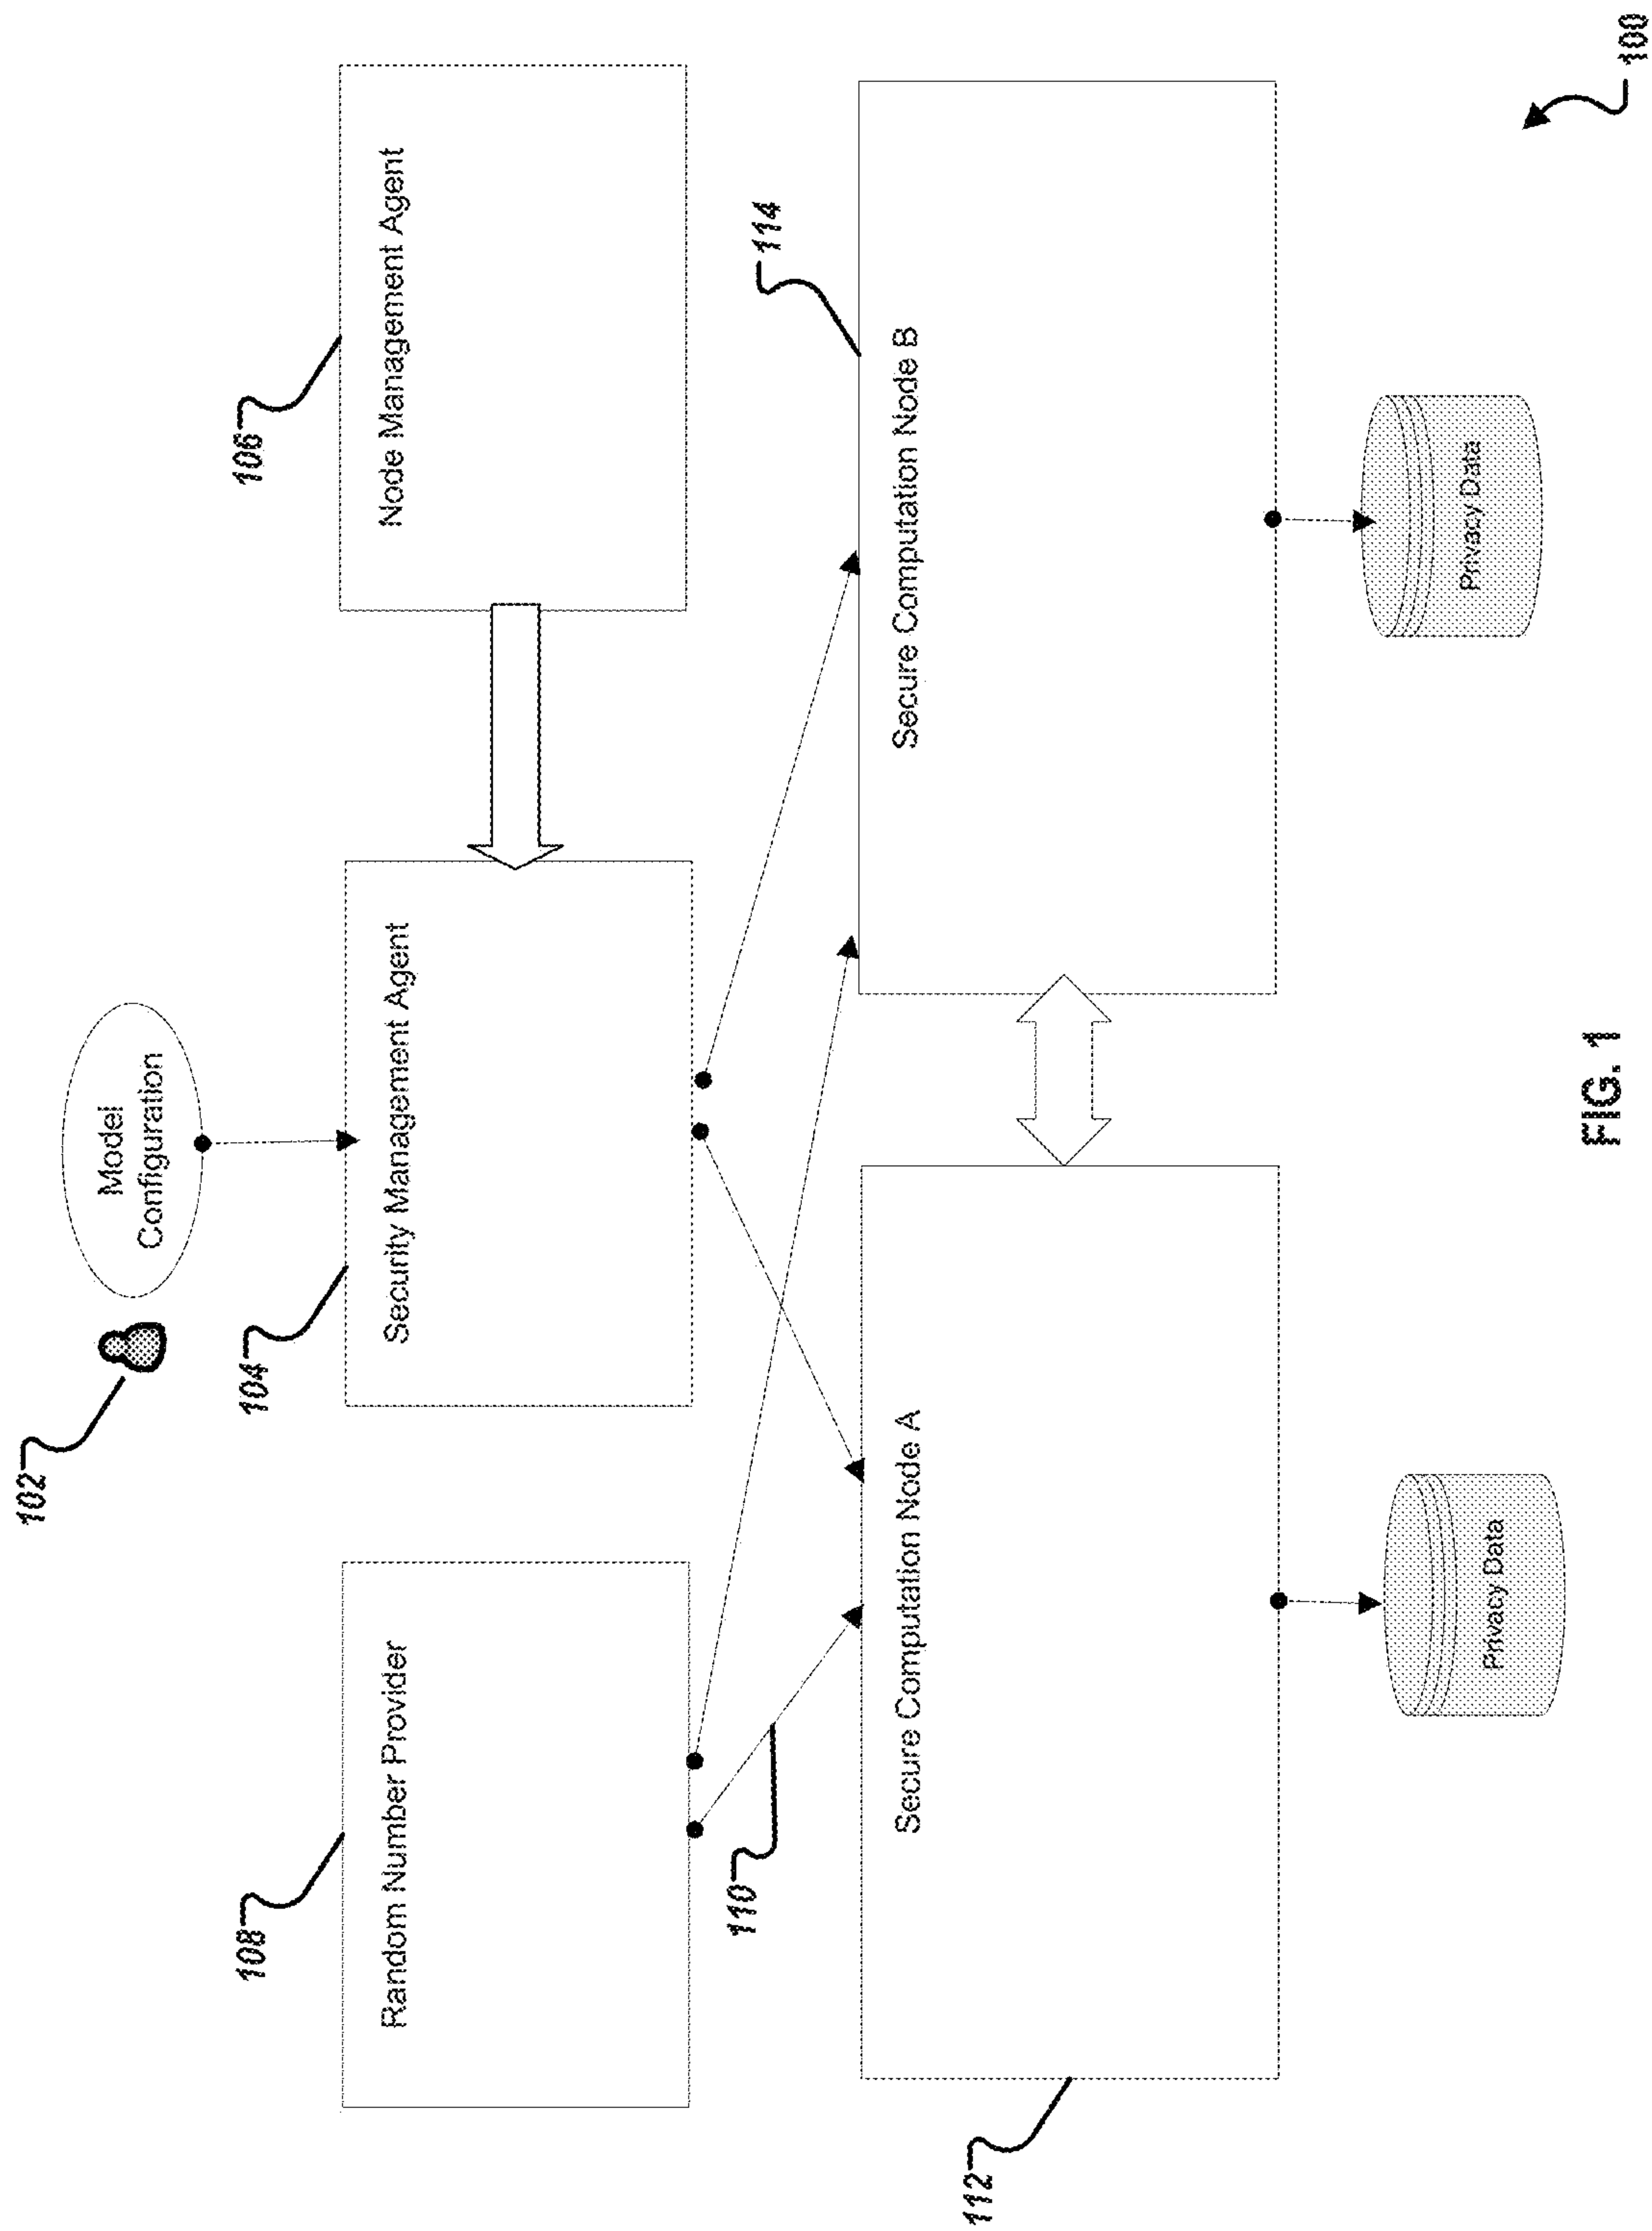 102
Model
Configuration
108
104
106
Random Number Provider
Security Management Agent
Node Management Agent
110
114
112
Secure Computation Node A
Secure Computation Node B
Privacy Data
Privacy Data
FIG. 1
100